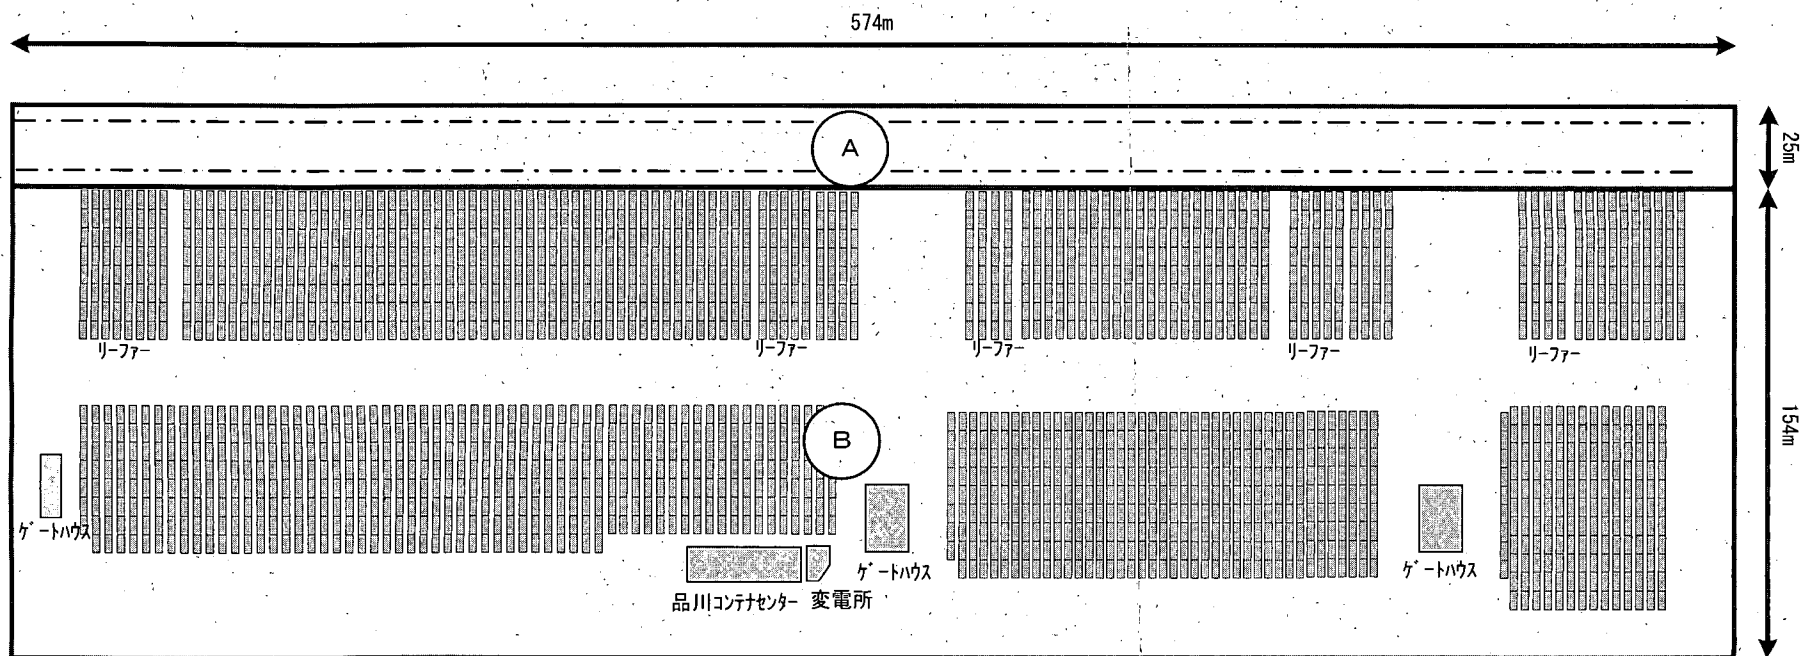 574m
A
25m
リーファー
リーファー
リーファー
リーファー
リーファー
B
154m
ゲートハウス
ゲートハウス
ゲートハウス
品川コンテナセンター
変電所